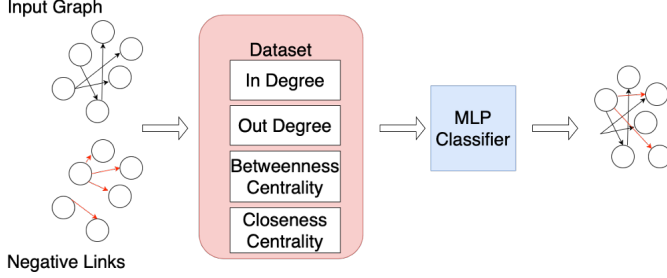 Input Graph
Dataset
In Degree
Out Degree
Betweenness
Centrality
Closeness
Centrality
MLP
Classifier
Negative Links